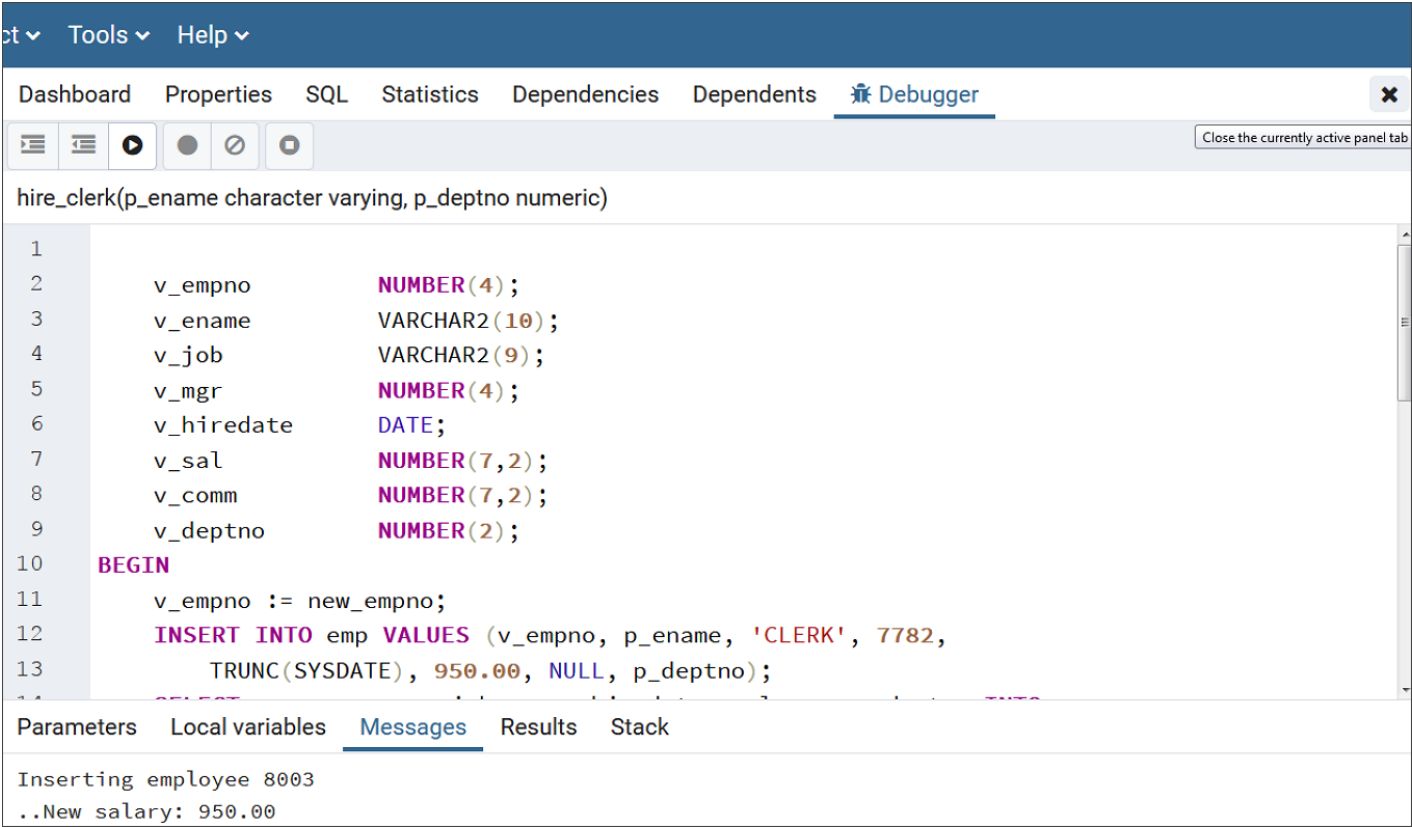 ct Tools Help
Dashboard Properties SQL Statistics Dependencies Dependents Debugger
Close the currently active panel tab
hire_clerk(p_ename character varying, p_deptno numeric)
1
2 v_empno NUMBER(4);
3 v_ename VARCHAR2(10);
4 v_job VARCHAR2(9);
5 v_mgr NUMBER(4);
6 v_hiredate DATE;
7 v_sal NUMBER(7,2);
8 v_comm NUMBER(7,2);
9 v_deptno NUMBER(2);
10 BEGIN
11 v_empno := new_empno;
12 INSERT INTO emp VALUES (v_empno, p_ename, 'CLERK', 7782,
13 TRUNC(SYSDATE), 950.00, NULL, p_deptno);
14 SELECT INTO
Parameters Local variables Messages Results Stack
Inserting employee 8003
..New salary: 950.00